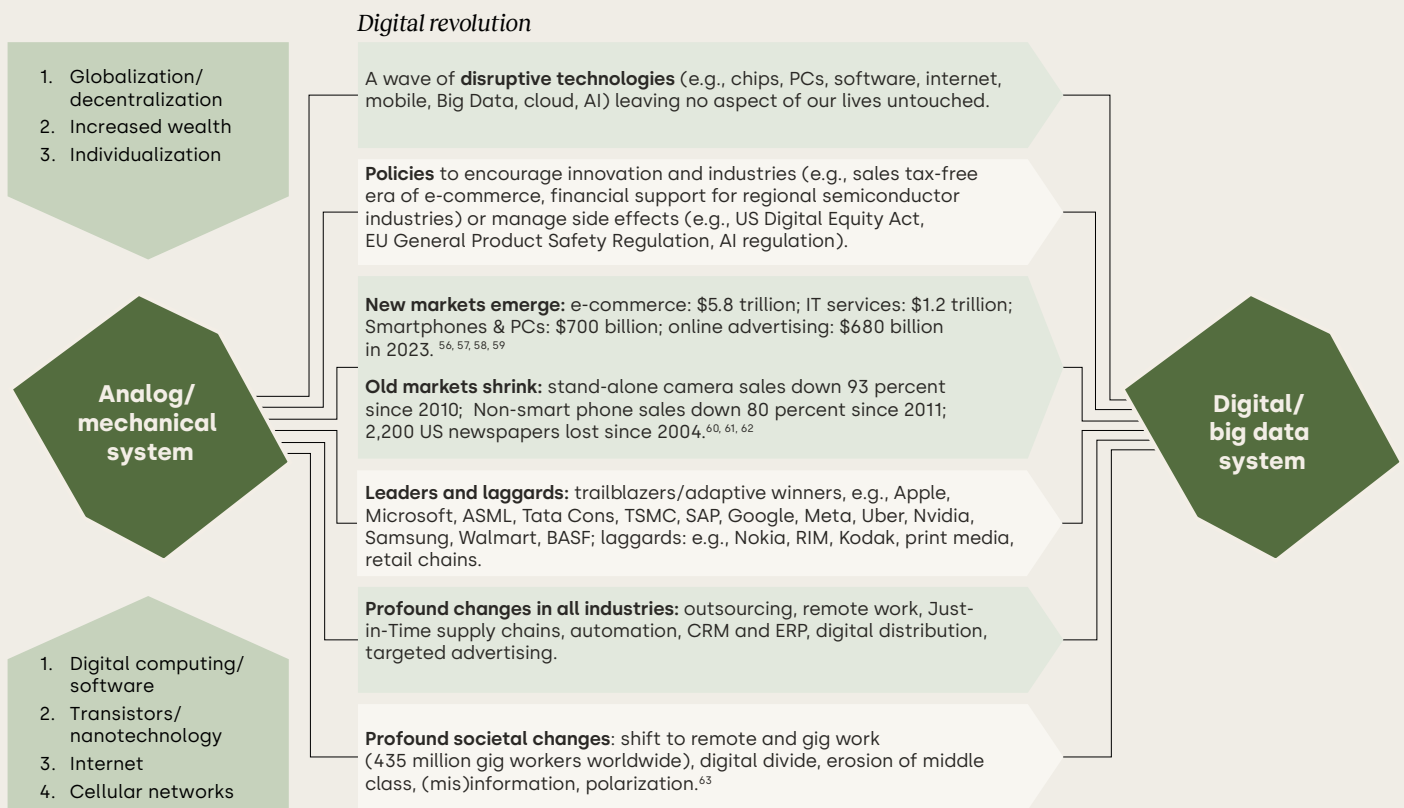 Digital revolution
1. Globalization/
decentralization
2. Increased wealth
3. Individualization
Analog/
mechanical
system
1. Digital computing/
software
2. Transistors/
nanotechnology
3. Internet
4. Cellular networks
A wave of disruptive technologies (e.g., chips, PCs, software, internet,
mobile, Big Data, cloud, AI) leaving no aspect of our lives untouched.
Policies to encourage innovation and industries (e.g., sales tax-free
era of e-commerce, financial support for regional semiconductor
industries) or manage side effects (e.g., US Digital Equity Act,
EU General Product Safety Regulation, AI regulation).
New markets emerge: e-commerce: $5.8 trillion; IT services: $1.2 trillion;
Smartphones & PCs: $700 billion; online advertising: $680 billion
in 2023. 56, 57, 58, 59
Old markets shrink: stand-alone camera sales down 93 percent
since 2010; Non-smart phone sales down 80 percent since 2011;
2,200 US newspapers lost since 2004.60, 61, 62
Leaders and laggards: trailblazers/adaptive winners, e.g., Apple,
Microsoft, ASML, Tata Cons, TSMC, SAP, Google, Meta, Uber, Nvidia,
Samsung, Walmart, BASF; laggards: e.g., Nokia, RIM, Kodak, print media,
retail chains.
Profound changes in all industries: outsourcing, remote work, Just-
in-Time supply chains, automation, CRM and ERP, digital distribution,
targeted advertising.
Profound societal changes: shift to remote and gig work
(435 million gig workers worldwide), digital divide, erosion of middle
class, (mis)information, polarization.63
Digital/
big data
system